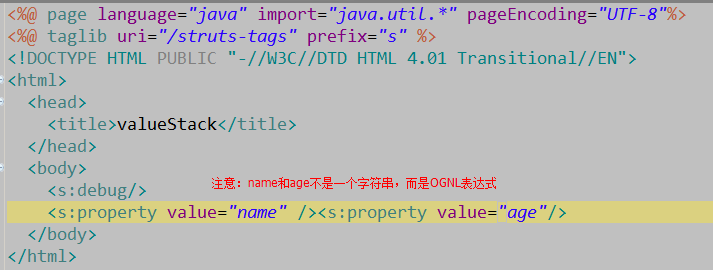 <%@ page language="java" import="java.util.*" pageEncoding="UTF-8"%>
<%@ taglib uri="/struts-tags" prefix="s" %>
<!DOCTYPE HTML PUBLIC "-//W3C//DTD HTML 4.01 Transitional//EN">
<html>
<head>
<title>valueStack</title>
</head>
<body>
<s:debug/>
注意：name和age不是一个字符串，而是OGNL表达式
<s:property value="name" /><s:property value="age"/>
</body>
</html>